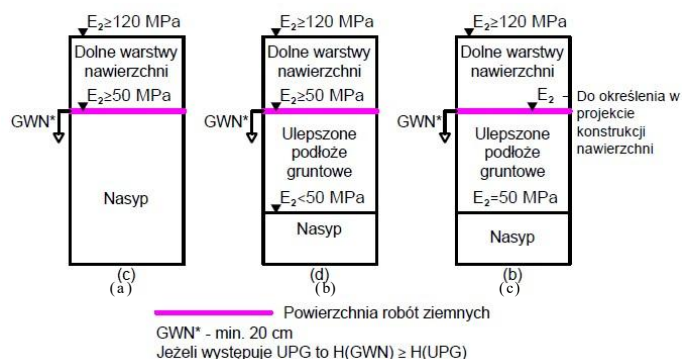 E₂≥120 MPa
Dolne warstwy
nawierzchni
E₂≥50 MPa
GWN*
Nasyp
(c)
(a)
E₂≥120 MPa
Dolne warstwy
nawierzchni
E₂≥50 MPa
GWN*
Ulepszone
podłoże
gruntowe
E₂<50 MPa
Nasyp
(d)
(b)
E₂≥120 MPa
Dolne warstwy
nawierzchni
E₂
GWN*
Ulepszone
podłoże
gruntowe
E₂=50 MPa
Nasyp
(b)
(c)
– Do określenia w
projekcie
konstrukcji
nawierzchni
Powierzchnia robót ziemnych
GWN* - min. 20 cm
Jeżeli występuje UPG to H(GWN) ≥ H(UPG)